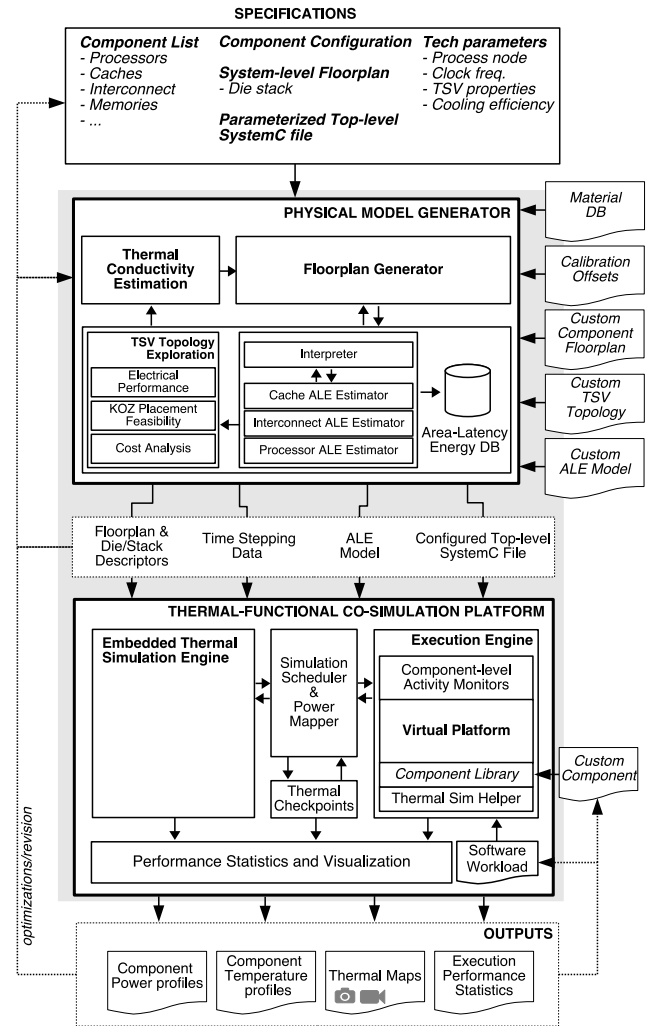 SPECIFICATIONS
Component List
- Processors
- Caches
- Interconnect
- Memories
- ...
Component Configuration
System-level Floorplan
- Die stack
Parameterized Top-level
SystemC file
Tech parameters
- Process node
- Clock freq.
- TSV properties
- Cooling efficiency
PHYSICAL MODEL GENERATOR
Thermal
Conductivity
Estimation
Floorplan Generator
TSV Topology
Exploration
Electrical
Performance
KOZ Placement
Feasibility
Cost Analysis
Interpreter
Cache ALE Estimator
Interconnect ALE Estimator
Processor ALE Estimator
Area-Latency
Energy DB
Material
DB
Calibration
Offsets
Custom
Component
Floorplan
Custom
TSV
Topology
Custom
ALE Model
Floorplan &
Die/Stack
Descriptors
Time Stepping
Data
ALE
Model
Configured Top-level
SystemC File
THERMAL-FUNCTIONAL CO-SIMULATION PLATFORM
Embedded Thermal
Simulation Engine
Simulation
Scheduler
&
Power
Mapper
Thermal
Checkpoints
Execution Engine
Component-level
Activity Monitors
Virtual Platform
Component Library
Thermal Sim Helper
Custom
Component
Performance Statistics and Visualization
Software
Workload
optimizations/revision
OUTPUTS
Component
Power profiles
Component
Temperature
profiles
Thermal Maps
Execution
Performance
Statistics